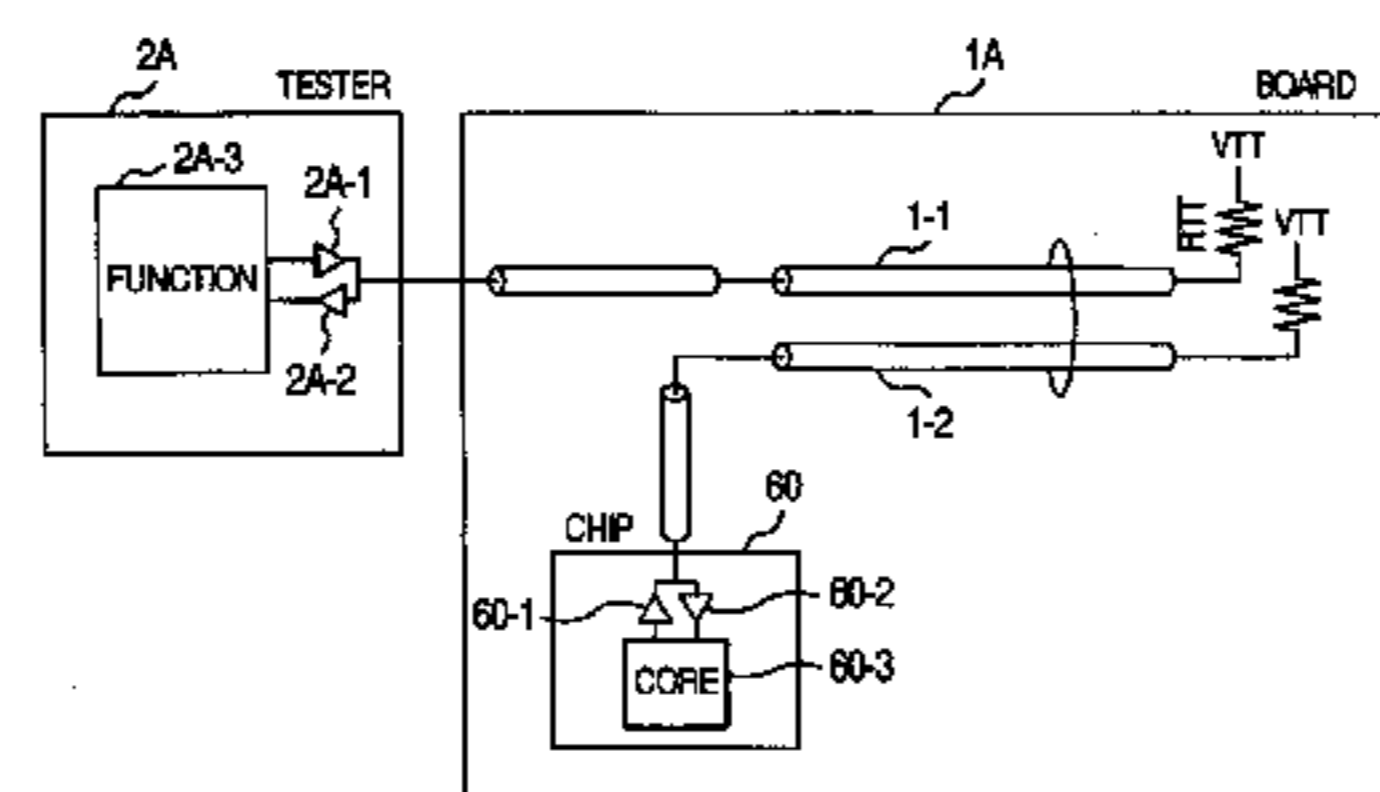 2A
TESTER
1A
BOARD
2A-3
2A-1
VTT
RTT
VTT
1-1
FUNCTION
2A-2
1-2
60
CHIP
60-1
60-2
CORE
60-3